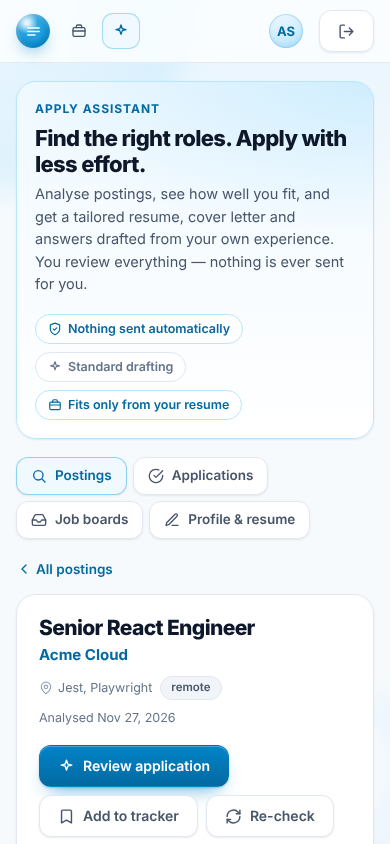 AS
APPLY ASSISTANT
Find the right roles. Apply with
less effort.
Analyse postings, see how well you fit, and
get a tailored resume, cover letter and
answers drafted from your own experience.
You review everything — nothing is ever sent
for you.
Nothing sent automatically
Standard drafting
Fits only from your resume
Postings
Applications
Job boards
Profile & resume
All postings
Senior React Engineer
Acme Cloud
Jest, Playwright
remote
Analysed Nov 27, 2026
Review application
Add to tracker
Re-check